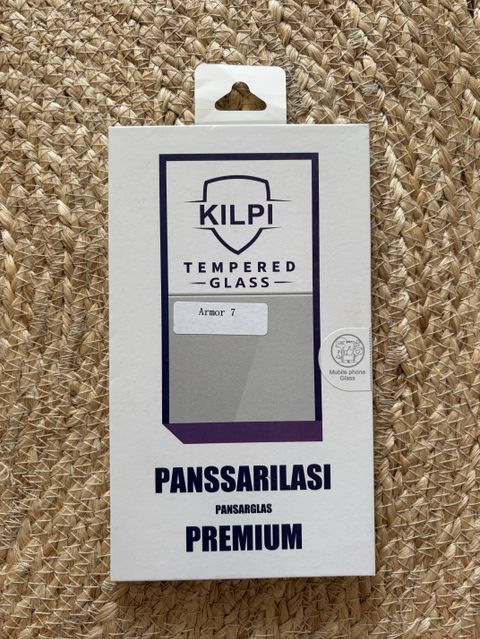 KILPI
TEMPERED
GLASS
Armor 7
Mobile phone
Glass
PANSSARILASI
PANSARGLAS
PREMIUM